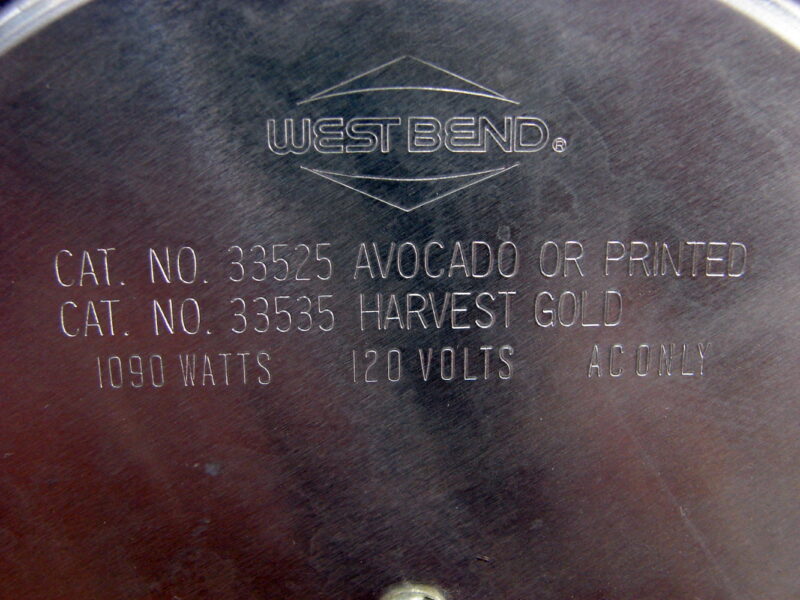 WEST BEND®
CAT. NO. 33525 AVOCADO OR PRINTED
CAT. NO. 33535 HARVEST GOLD
1090 WATTS 120 VOLTS AC ONLY